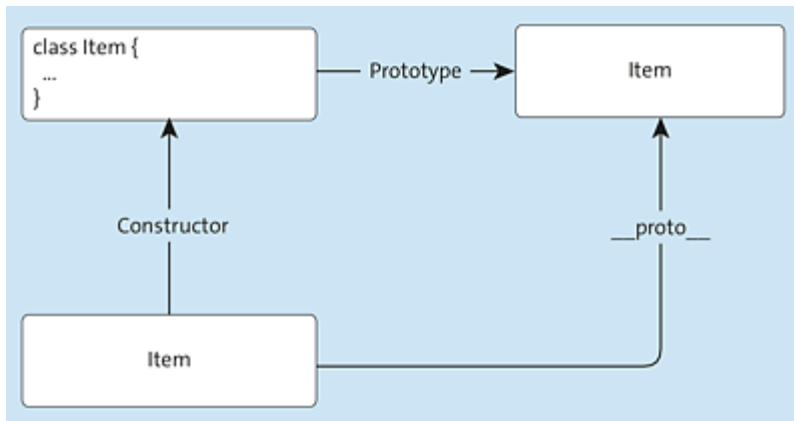 class Item {
...
}
Prototype
Item
Constructor
__proto__
Item